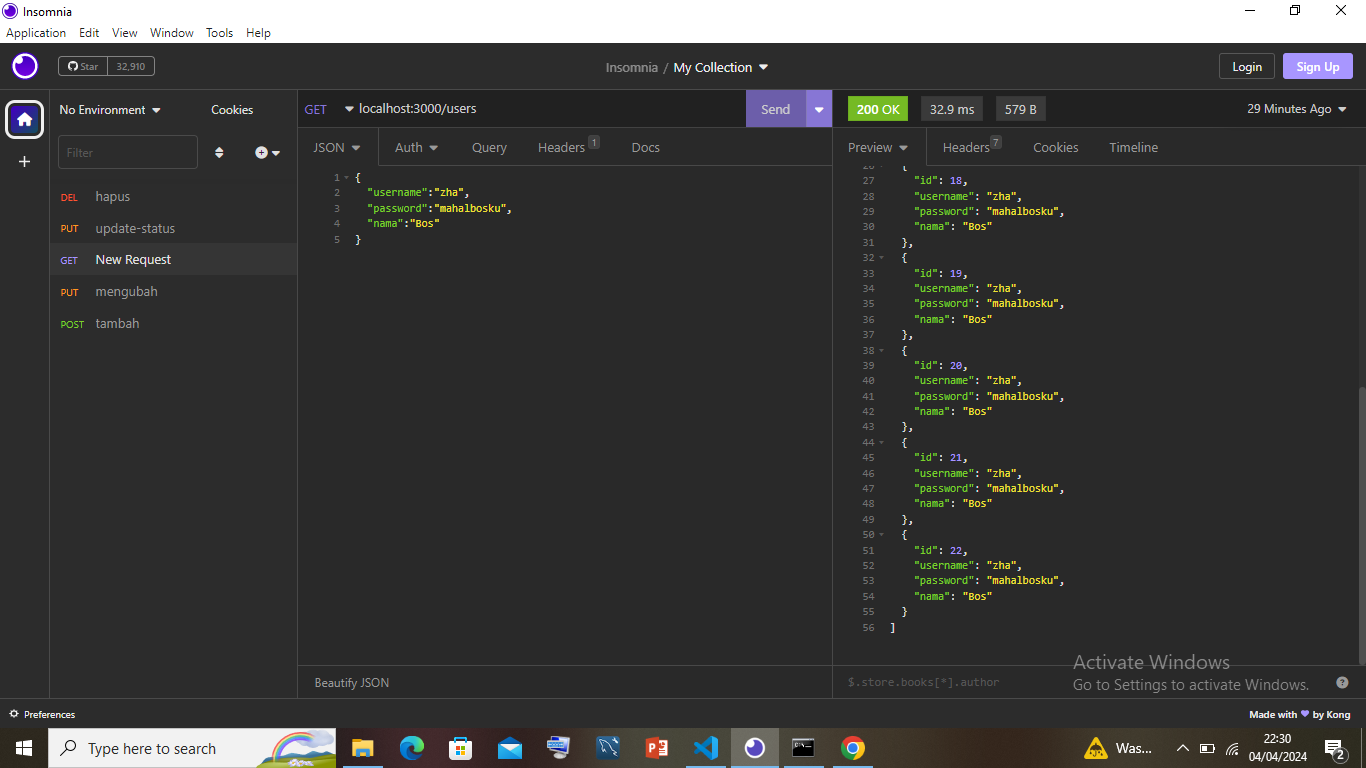 Insomnia
Application Edit View Window Tools Help
Star 32,910
Insomnia / My Collection
Login Sign Up
No Environment Cookies
Filter
DEL hapus
PUT update-status
GET New Request
PUT mengubah
POST tambah
GET localhost:3000/users Send
JSON Auth Query Headers 1 Docs
1 {
2 "username":"zha",
3 "password":"mahalbosku",
4 "nama":"Bos"
5 }
Beautify JSON
200 OK 32.9 ms 579 B 29 Minutes Ago
Preview Headers 7 Cookies Timeline
26 {
27 "id": 18,
28 "username": "zha",
29 "password": "mahalbosku",
30 "nama": "Bos"
31 },
32 {
33 "id": 19,
34 "username": "zha",
35 "password": "mahalbosku",
36 "nama": "Bos"
37 },
38 {
39 "id": 20,
40 "username": "zha",
41 "password": "mahalbosku",
42 "nama": "Bos"
43 },
44 {
45 "id": 21,
46 "username": "zha",
47 "password": "mahalbosku",
48 "nama": "Bos"
49 },
50 {
51 "id": 22,
52 "username": "zha",
53 "password": "mahalbosku",
54 "nama": "Bos"
55 }
56 ]
$.store.books[*].author
Activate Windows
Go to Settings to activate Windows.
Preferences
Made with by Kong
Type here to search
Was...
22:30
04/04/2024
2